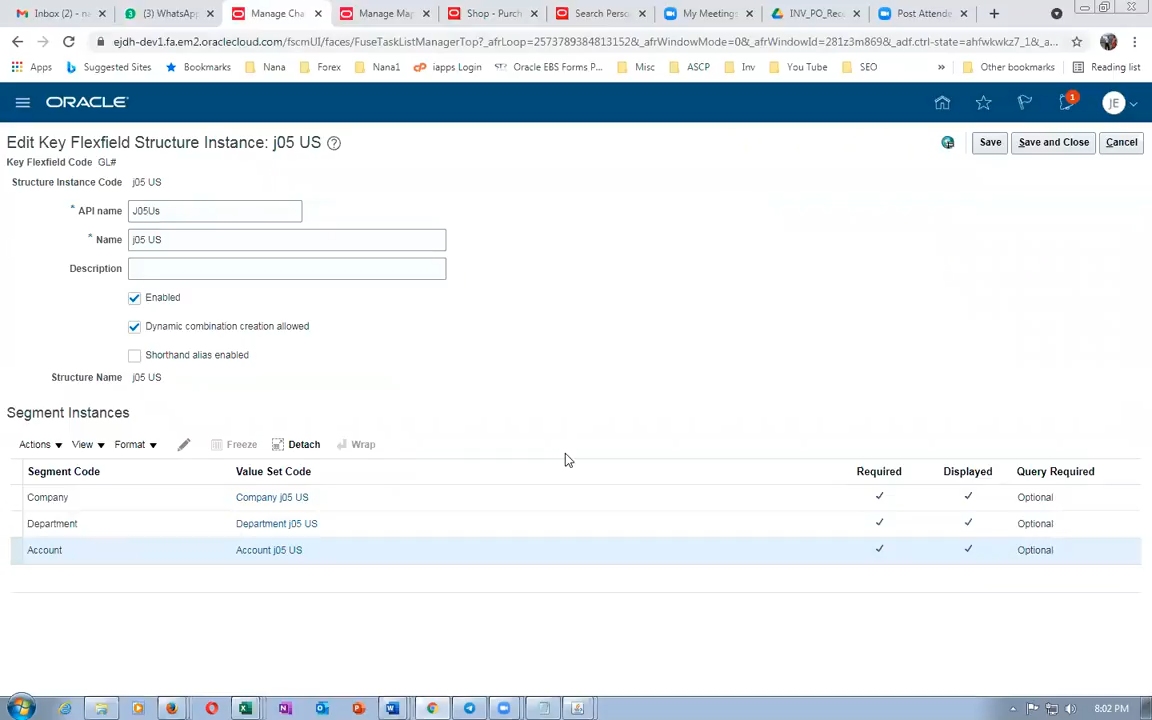 Inbox (2) - na
(3) WhatsApp
Manage Cha
Manage Map
Shop - Purch
Search Perso
My Meetings
INV_PO_Rec
Post Attende
ejdh-dev1.fa.em2.oraclecloud.com/fscmUI/faces/FuseTaskListManagerTop?_afrLoop=2573789384813152&_afrWindowMode=0&_afrWindowId=281z3m869&_adf.ctrl-state=ahfwkwkz7_1&_a...
Apps Suggested Sites Bookmarks Nana Forex Nana1 iapps Login Oracle EBS Forms P... Misc ASCP Inv You Tube SEO » Other bookmarks Reading list
ORACLE 1 JE
Edit Key Flexfield Structure Instance: j05 US
Save Save and Close Cancel
Key Flexfield Code GL#
Structure Instance Code j05 US
* API name J05Us
* Name j05 US
Description
Enabled
Dynamic combination creation allowed
Shorthand alias enabled
Structure Name j05 US
Segment Instances
Actions View Format Freeze Detach Wrap
Segment Code Value Set Code Required Displayed Query Required
Company Company j05 US Optional
Department Department j05 US Optional
Account Account j05 US Optional
8:02 PM